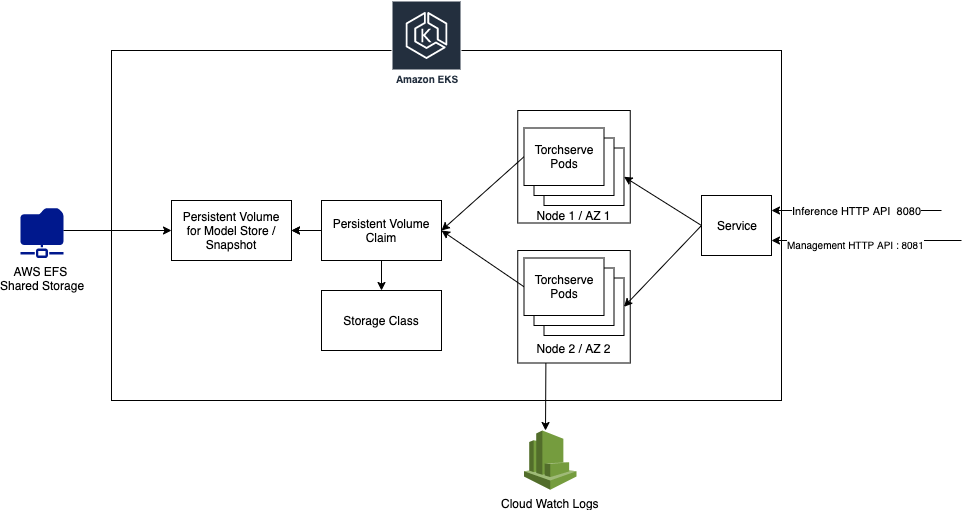 K
Amazon EKS
Torchserve
Pods
Node 1 / AZ 1
Persistent Volume
for Model Store /
Snapshot
Persistent Volume
Claim
Service
Inference HTTP API  8080
Management HTTP API : 8081
AWS EFS
Shared Storage
Storage Class
Torchserve
Pods
Node 2 / AZ 2
Cloud Watch Logs